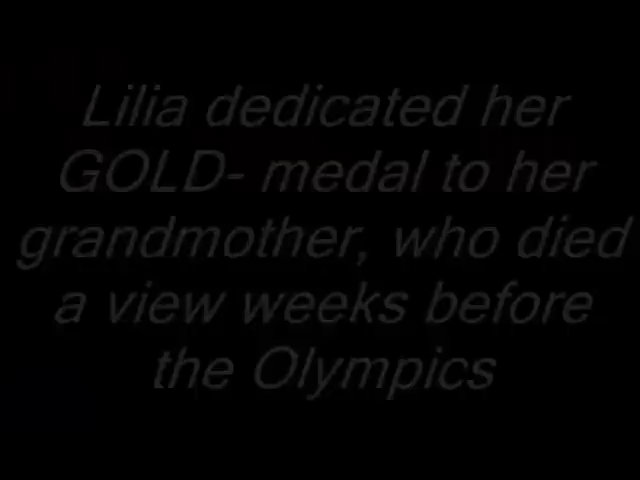 Lilia dedicated her
GOLD- medal to her
grandmother, who died
a view weeks before
the Olympics